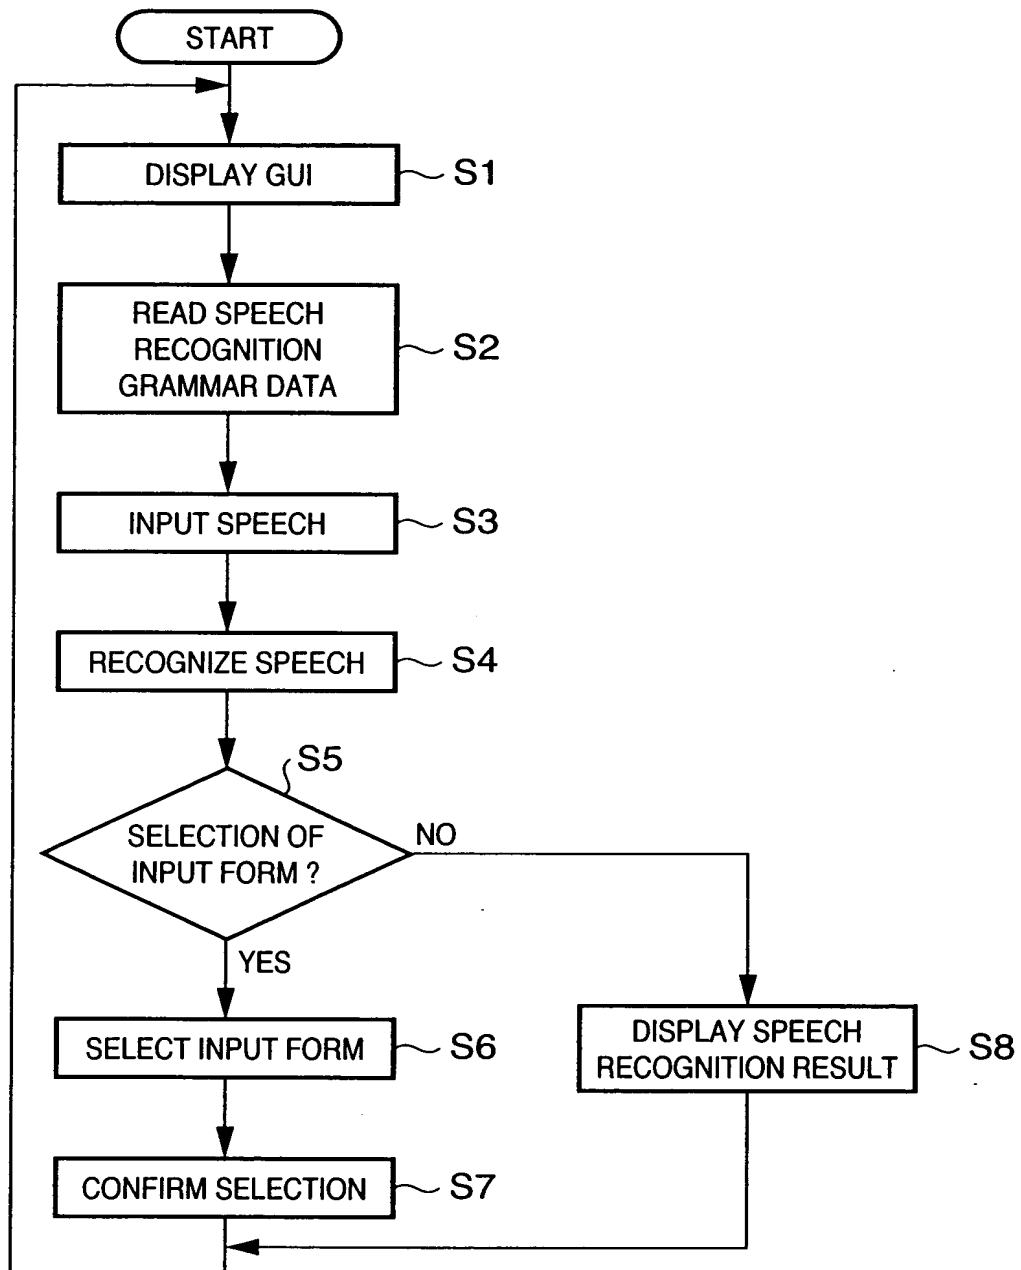 START
DISPLAY GUI
S1
READ SPEECH
RECOGNITION
GRAMMAR DATA
S2
INPUT SPEECH
S3
RECOGNIZE SPEECH
S4
S5
SELECTION OF
INPUT FORM ?
NO
YES
SELECT INPUT FORM
S6
DISPLAY SPEECH
RECOGNITION RESULT
S8
CONFIRM SELECTION
S7